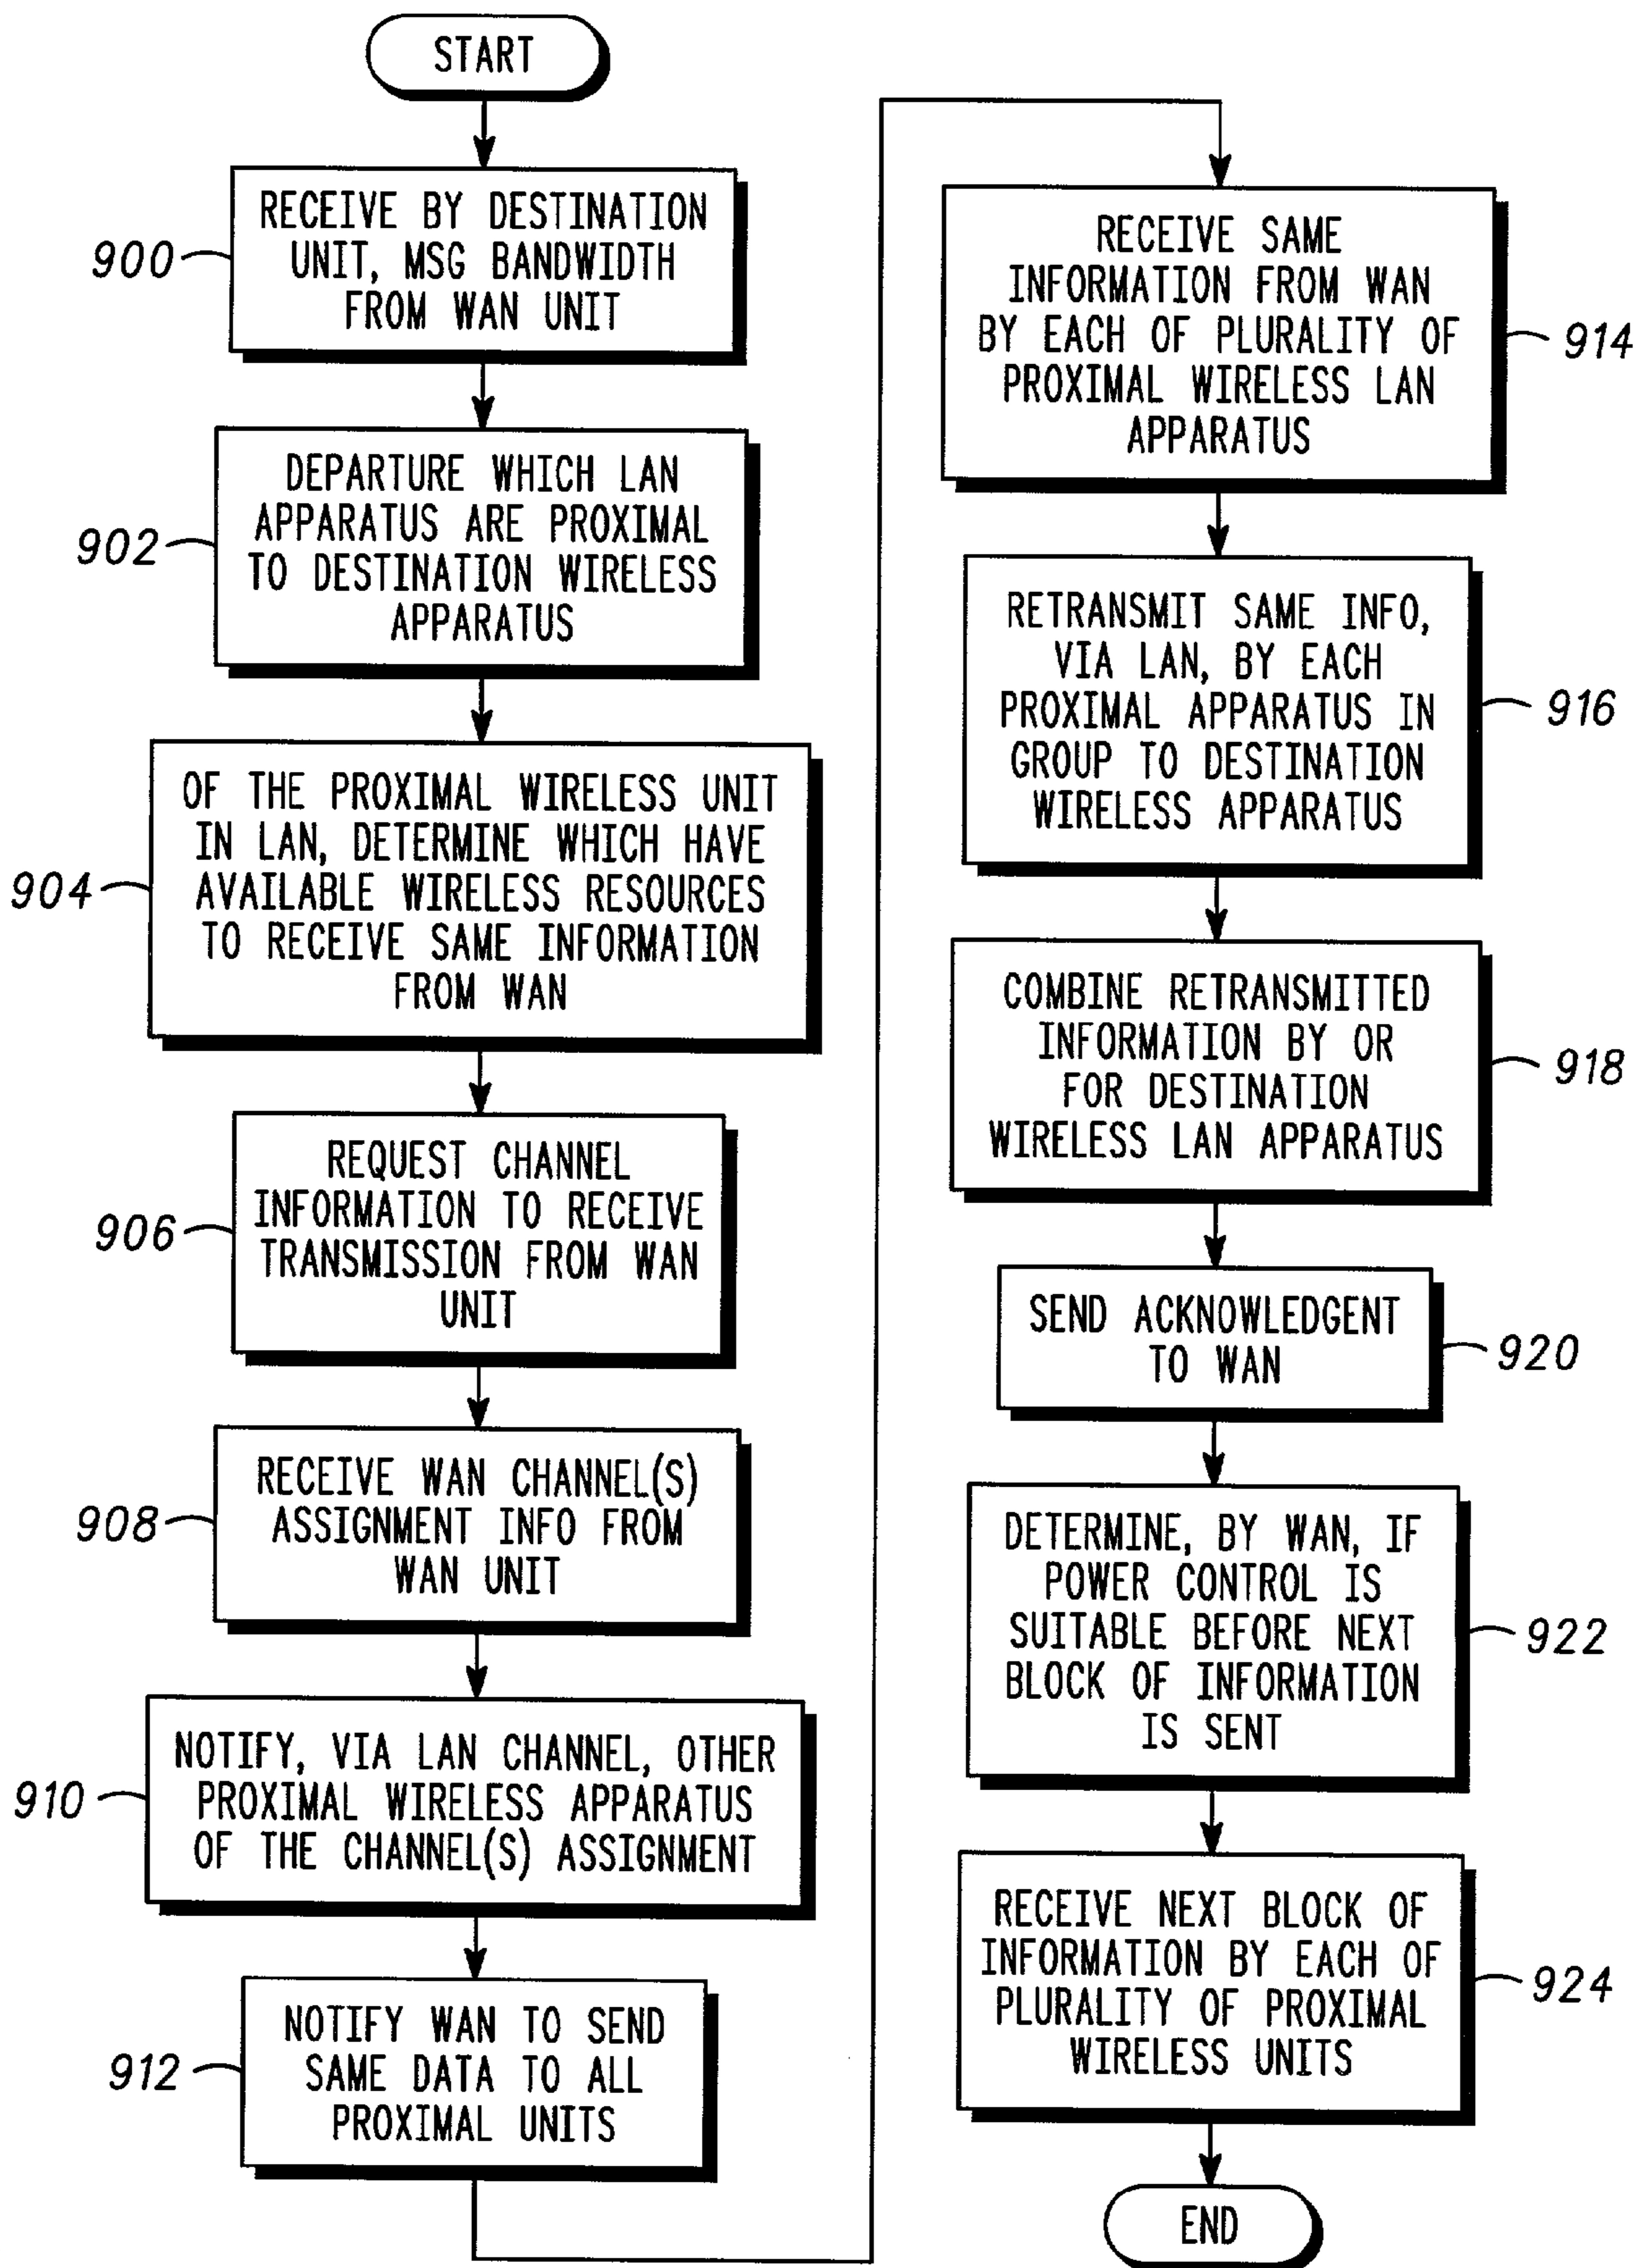 START
900
RECEIVE BY DESTINATION
UNIT, MSG BANDWIDTH
FROM WAN UNIT
902
DEPARTURE WHICH LAN
APPARATUS ARE PROXIMAL
TO DESTINATION WIRELESS
APPARATUS
904
OF THE PROXIMAL WIRELESS UNIT
IN LAN, DETERMINE WHICH HAVE
AVAILABLE WIRELESS RESOURCES
TO RECEIVE SAME INFORMATION
FROM WAN
906
REQUEST CHANNEL
INFORMATION TO RECEIVE
TRANSMISSION FROM WAN
UNIT
908
RECEIVE WAN CHANNEL(S)
ASSIGNMENT INFO FROM
WAN UNIT
910
NOTIFY, VIA LAN CHANNEL, OTHER
PROXIMAL WIRELESS APPARATUS
OF THE CHANNEL(S) ASSIGNMENT
912
NOTIFY WAN TO SEND
SAME DATA TO ALL
PROXIMAL UNITS
RECEIVE SAME
INFORMATION FROM WAN
BY EACH OF PLURALITY OF
PROXIMAL WIRELESS LAN
APPARATUS
914
RETRANSMIT SAME INFO,
VIA LAN, BY EACH
PROXIMAL APPARATUS IN
GROUP TO DESTINATION
WIRELESS APPARATUS
916
COMBINE RETRANSMITTED
INFORMATION BY OR
FOR DESTINATION
WIRELESS LAN APPARATUS
918
SEND ACKNOWLEDGENT
TO WAN
920
DETERMINE, BY WAN, IF
POWER CONTROL IS
SUITABLE BEFORE NEXT
BLOCK OF INFORMATION
IS SENT
922
RECEIVE NEXT BLOCK OF
INFORMATION BY EACH OF
PLURALITY OF PROXIMAL
WIRELESS UNITS
924
END